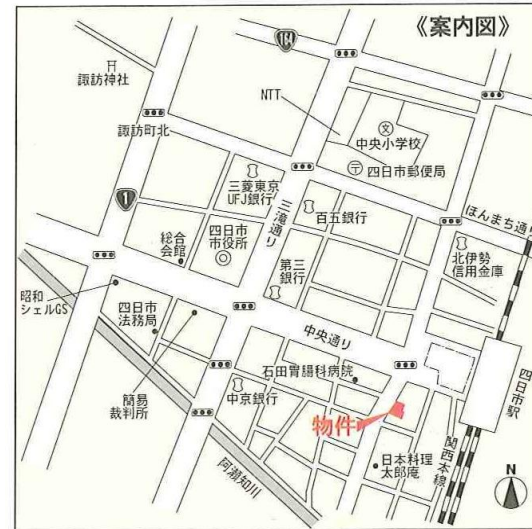 《案内図》
164
諏訪神社
NTT
文
中央小学校
〒 四日市郵便局
諏訪町北
三菱東京
UFJ銀行
三滝通り
百五銀行
ほんまち通り
1
総合
会館
四日市
市役所
北伊勢
信用金庫
第三
銀行
昭和
シェルGS
四日市
法務局
中央通り
石田胃腸科病院
四日市駅
簡易
裁判所
中京銀行
物件
関西本線
日本料理
太郎庵
阿瀬知川
N